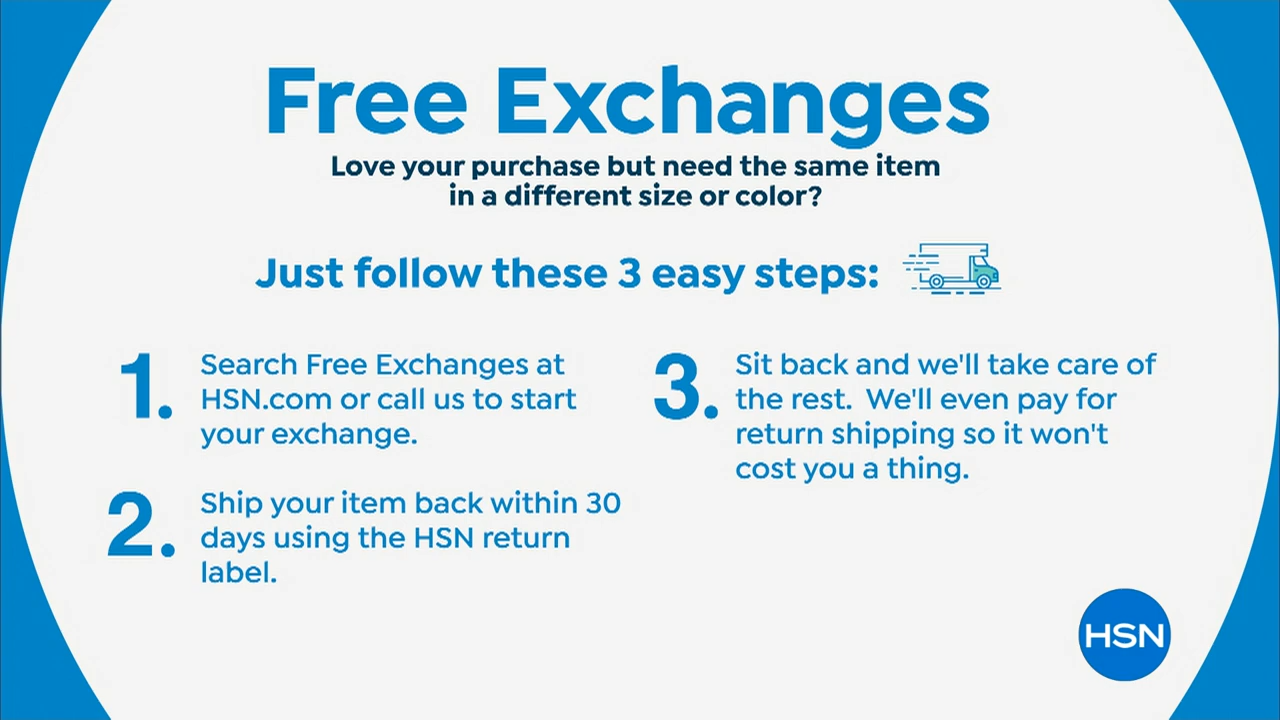 Free Exchanges
Love your purchase but need the same item
in a different size or color?
Just follow these 3 easy steps:
1. Search Free Exchanges at
HSN.com or call us to start
your exchange.
2. Ship your item back within 30
days using the HSN return
label.
3. Sit back and we'll take care of
the rest.  We'll even pay for
return shipping so it won't
cost you a thing.
HSN